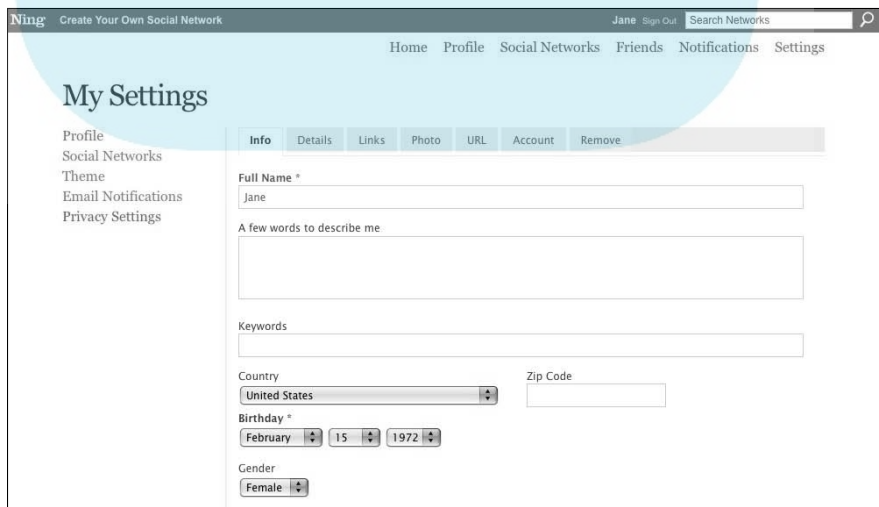 Ning Create Your Own Social Network Jane Sign Out Search Networks
Home Profile Social Networks Friends Notifications Settings
My Settings
Profile
Social Networks
Theme
Email Notifications
Privacy Settings
Info Details Links Photo URL Account Remove
Full Name *
Jane
A few words to describe me
Keywords
Country Zip Code
United States
Birthday *
February 15 1972
Gender
Female